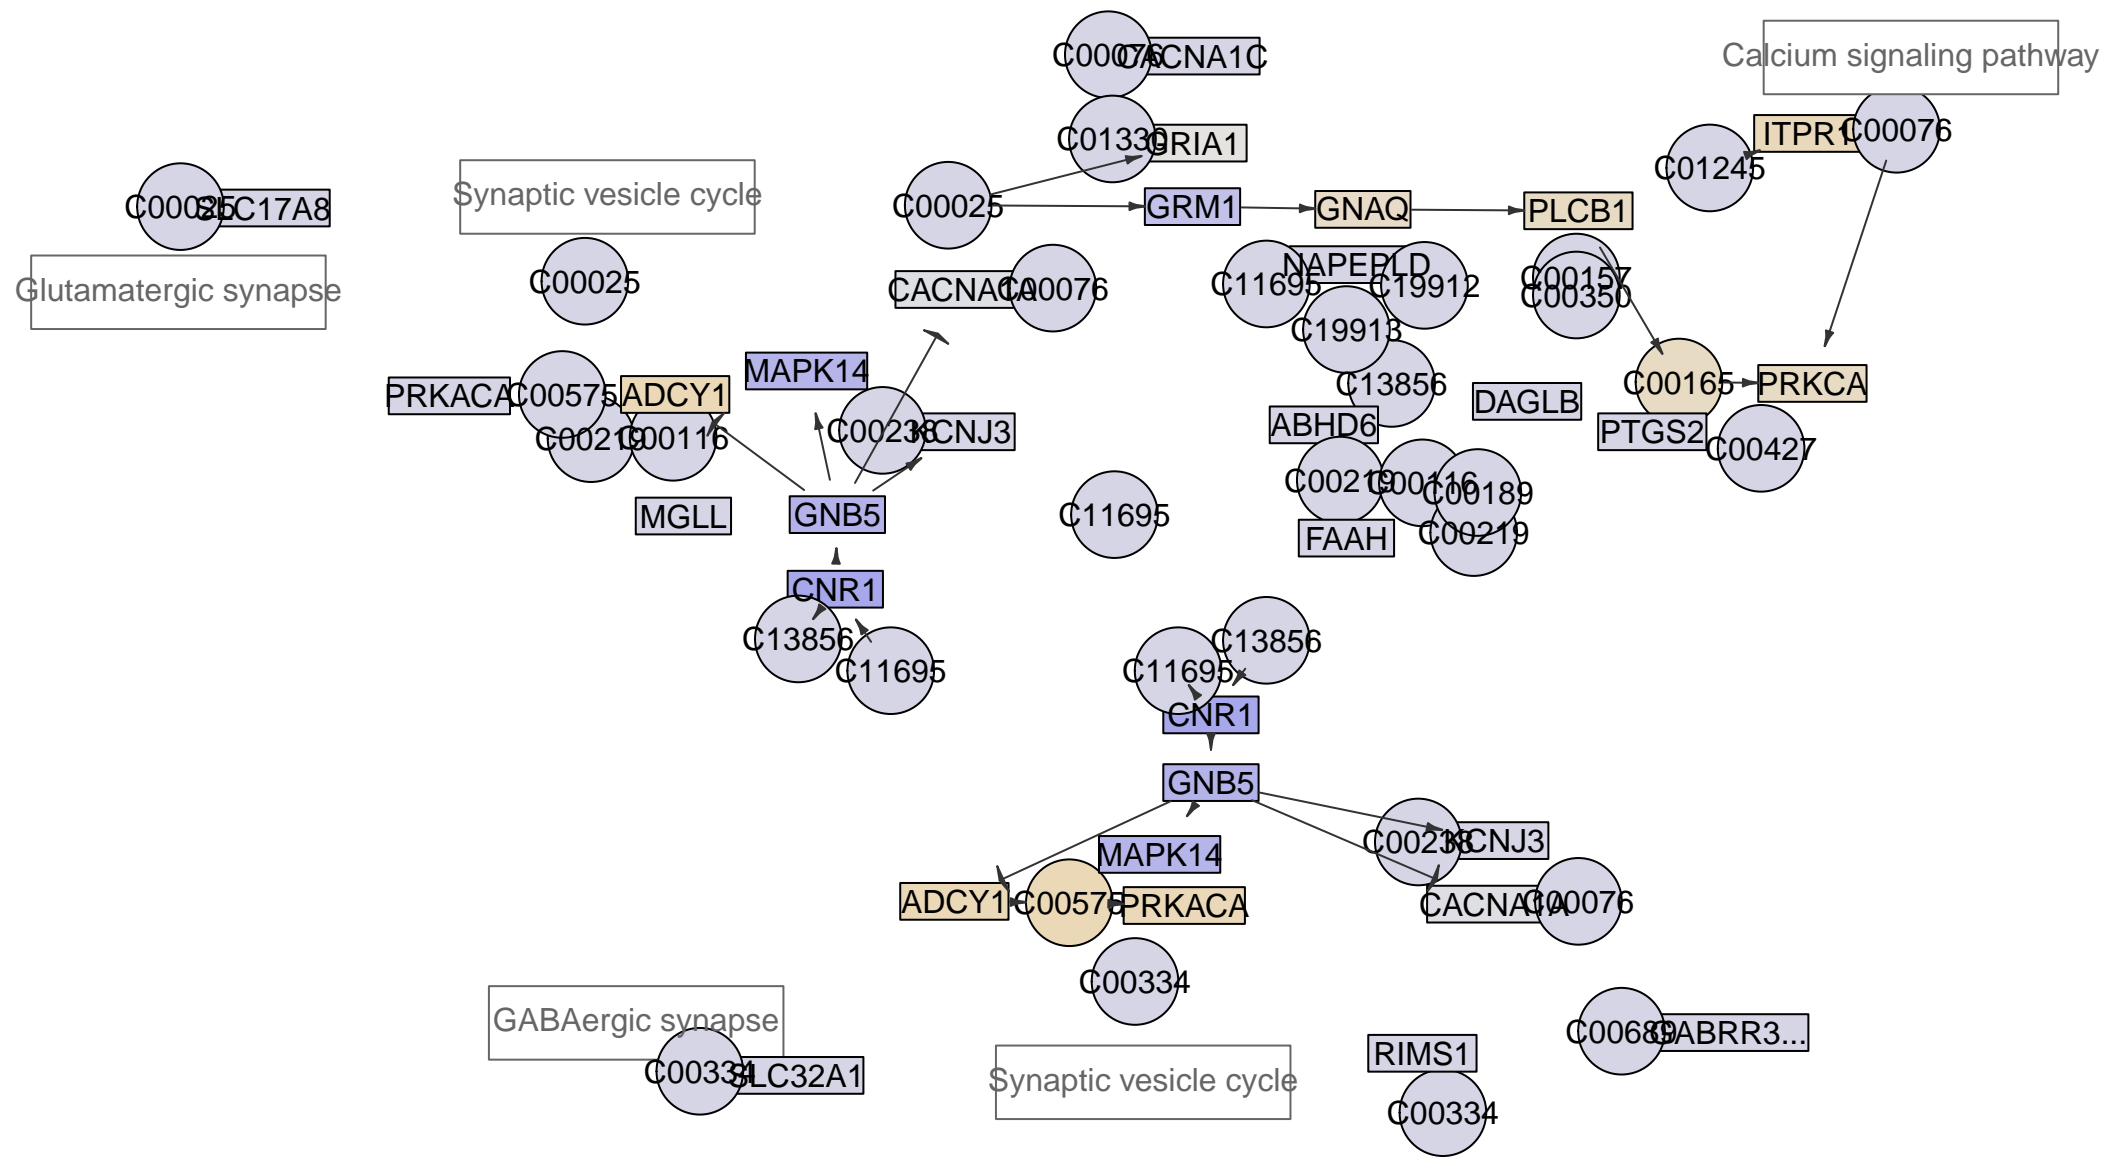 C00076
CACNA1C
Calcium signaling pathway
C01330
GRIA1
ITPR1
C00076
C01245
Synaptic vesicle cycle
C00025
SLC17A8
C00025
GRM1
GNAQ
PLCB1
Glutamatergic synapse
C00025
CACNA1A
C00076
NAPEPLD
C11695
C19912
C00157
C00350
C19913
MAPK14
C13856
C00165
PRKCA
PRKACA
C00575
ADCY1
DAGLB
C00219
C00116
C00238
KCNJ3
ABHD6
PTGS2
C00427
C00219
C00116
C00189
MGLL
GNB5
C11695
FAAH
C00219
CNR1
C13856
C11695
C13856
C11695
CNR1
GNB5
MAPK14
C00238
KCNJ3
ADCY1
C00575
PRKACA
CACNA1A
C00076
C00334
GABAergic synapse
C00334
SLC32A1
Synaptic vesicle cycle
RIMS1
C00334
C00689
GABRR3...